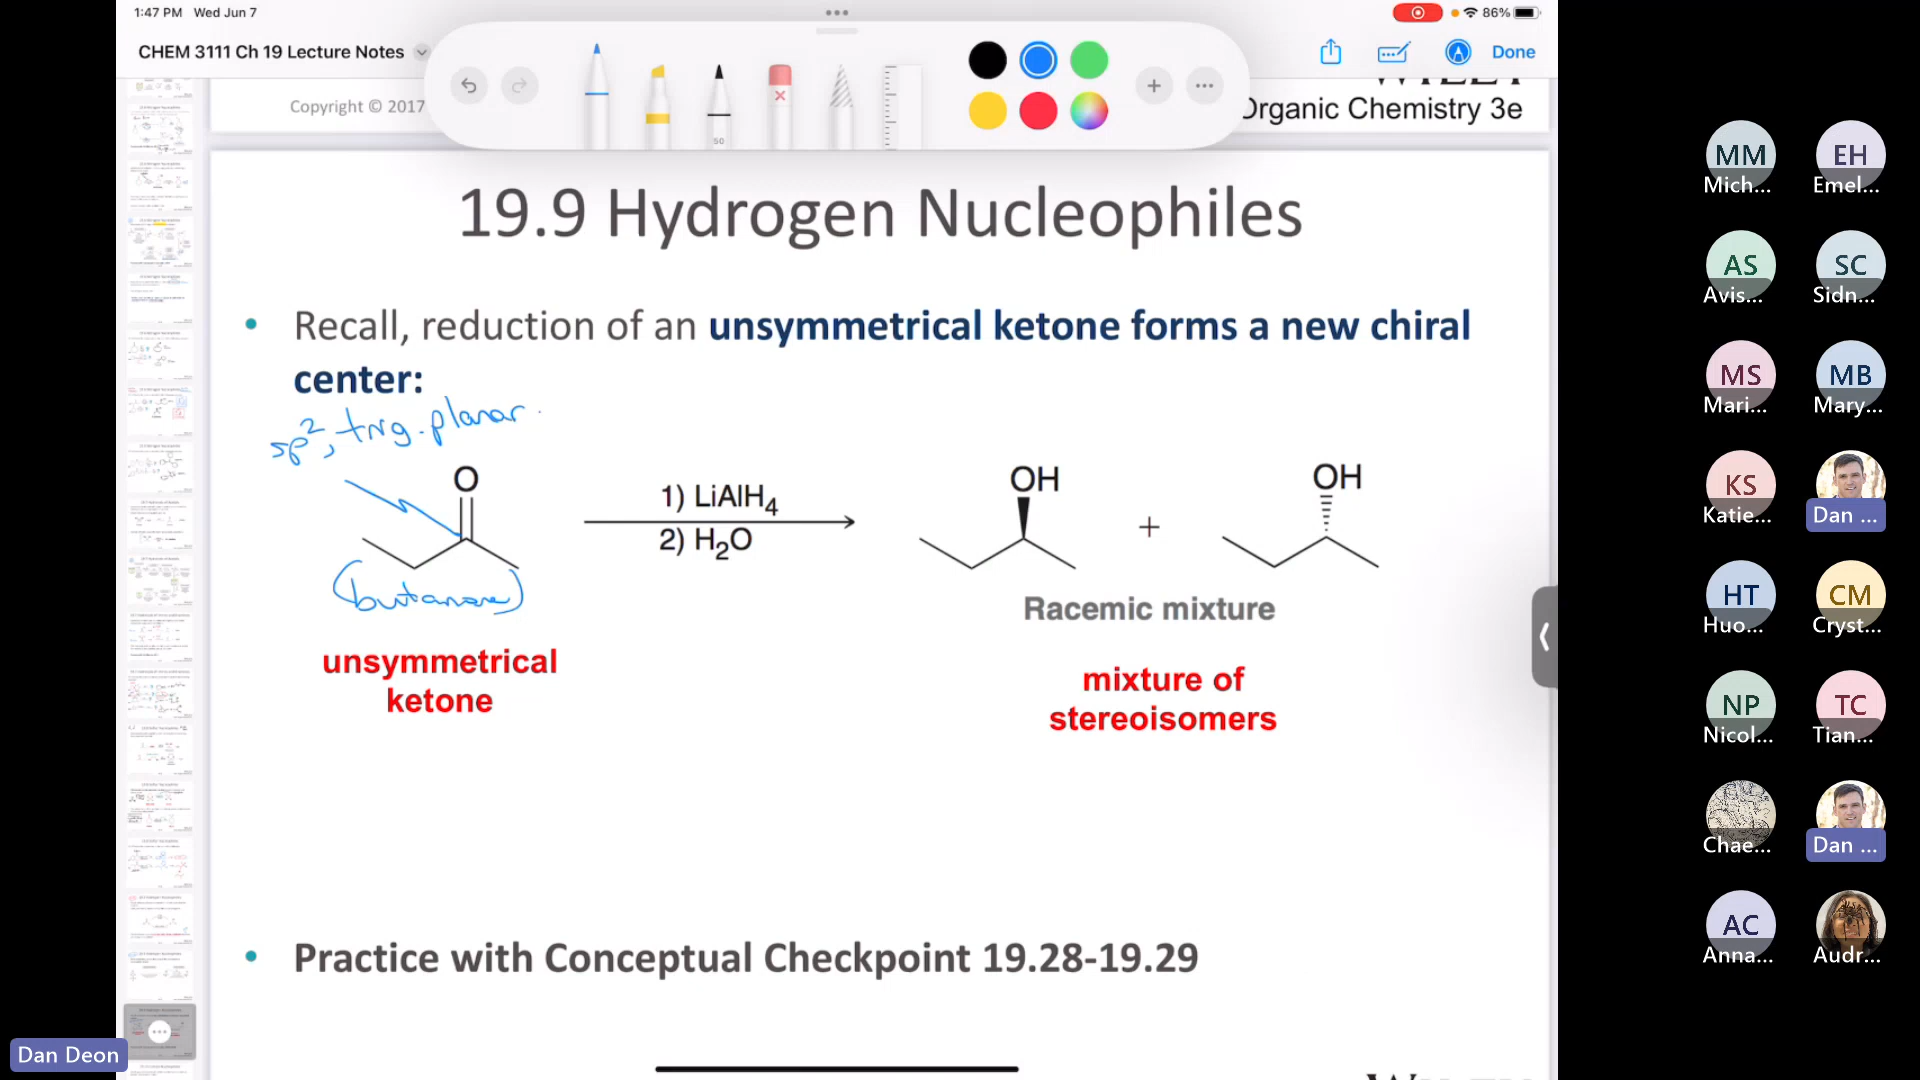 1:47 PM Wed Jun 7
86%
CHEM 3111 Ch 19 Lecture Notes
Done
50
Copyright © 2017
Organic Chemistry 3e
19.9 Hydrogen Nucleophiles
• Recall, reduction of an unsymmetrical ketone forms a new chiral
center:
sp², trig. planar
O
1) LiAlH₄
2) H₂O
OH
+
OH
(butanone)
Racemic mixture
unsymmetrical
ketone
mixture of
stereoisomers
• Practice with Conceptual Checkpoint 19.28-19.29
Dan Deon
MM
Mich...
EH
Emel...
AS
Avis...
SC
Sidn...
MS
Mari...
MB
Mary...
KS
Katie...
Dan ...
HT
Huo...
CM
Cryst...
NP
Nicol...
TC
Tian...
Chae...
Dan ...
AC
Anna...
Audr...